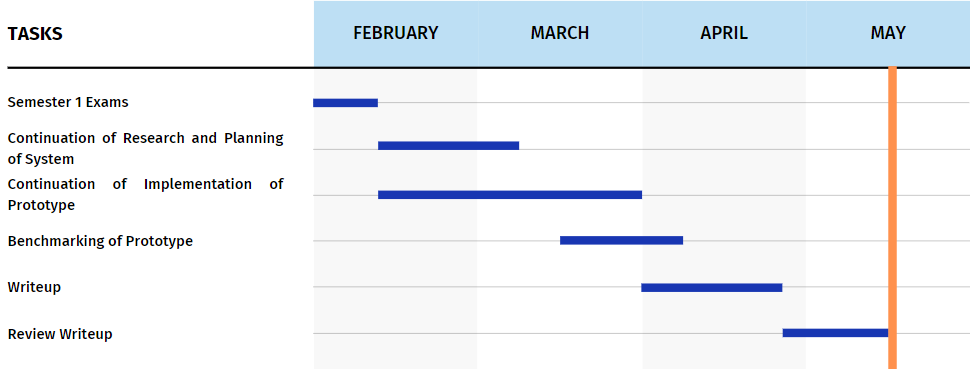 TASKS FEBRUARY MARCH APRIL MAY
Semester 1 Exams
Continuation of Research and Planning
of System
Continuation of Implementation of
Prototype
Benchmarking of Prototype
Writeup
Review Writeup